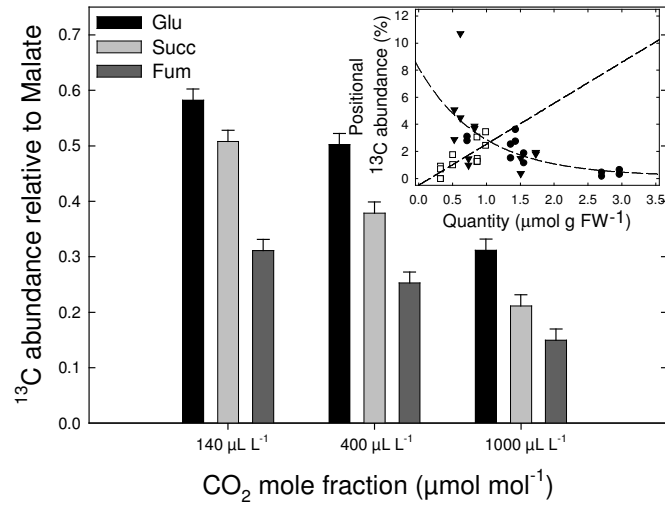 Glu
Succ
Fum
¹³C abundance relative to Malate
0.7
0.6
0.5
0.4
0.3
0.2
0.1
0.0
140 µL L⁻¹
400 µL L⁻¹
1000 µL L⁻¹
CO₂ mole fraction (µmol mol⁻¹)
Positional
¹³C abundance (%)
12
10
8
6
4
2
0
0.0 0.5 1.0 1.5 2.0 2.5 3.0 3.5
Quantity (µmol g FW⁻¹)